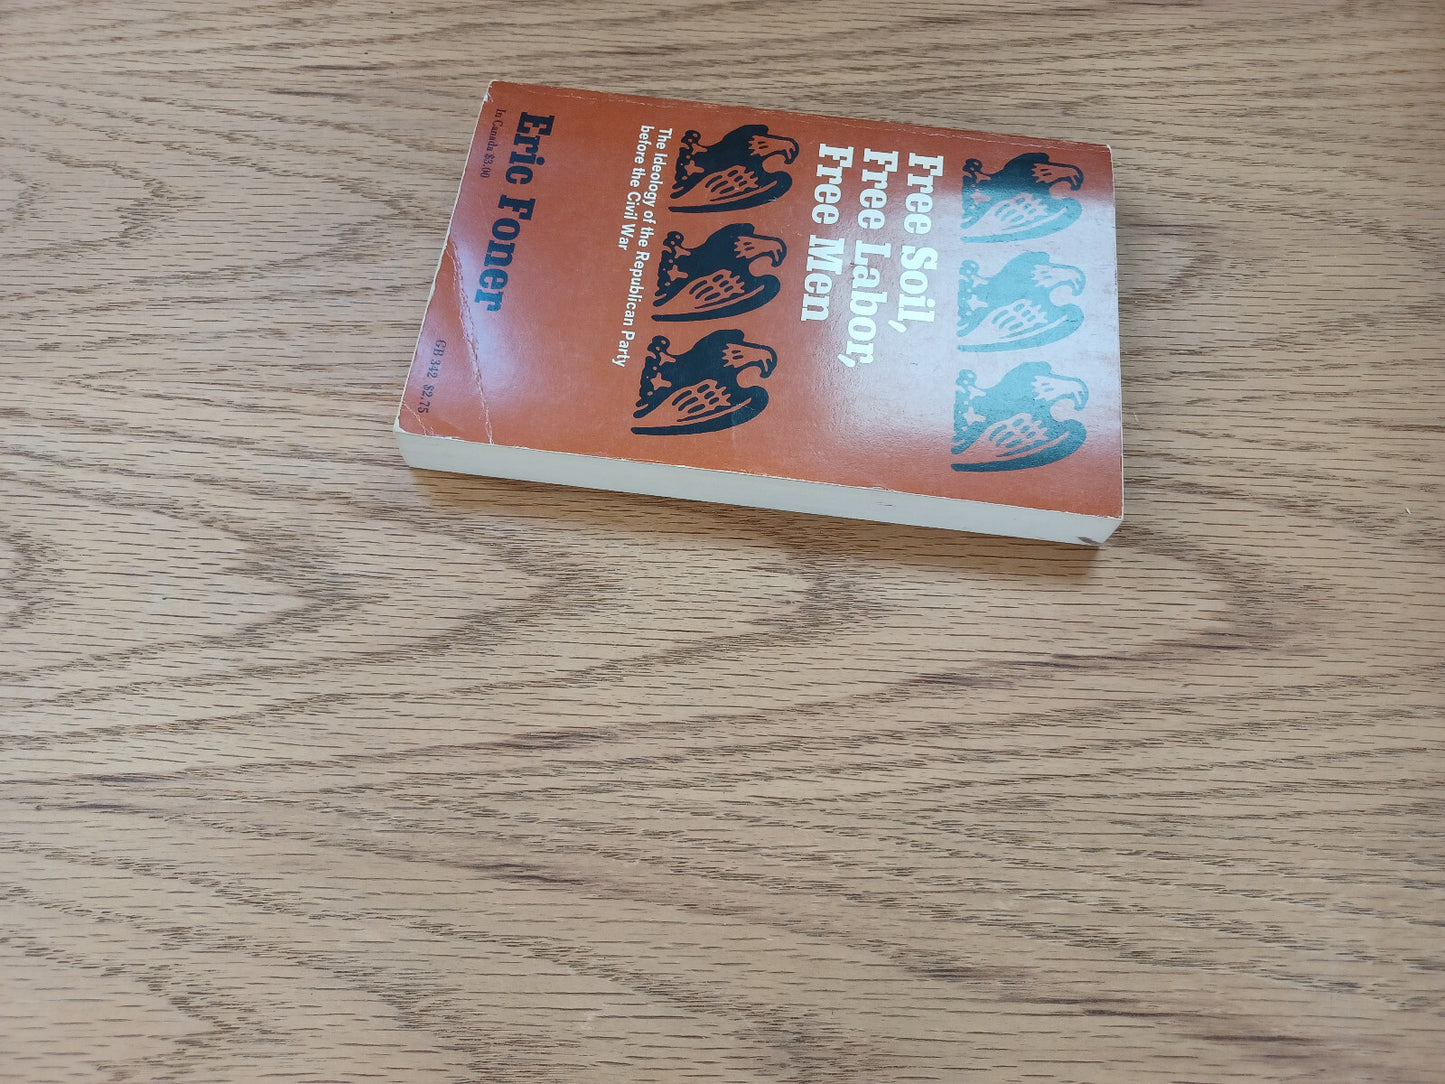 Free Soil,
Free Labor,
Free Men
The Ideology of the Republican Party
before the Civil War
Eric Foner
In Canada $3.00
GB 342 $2.75